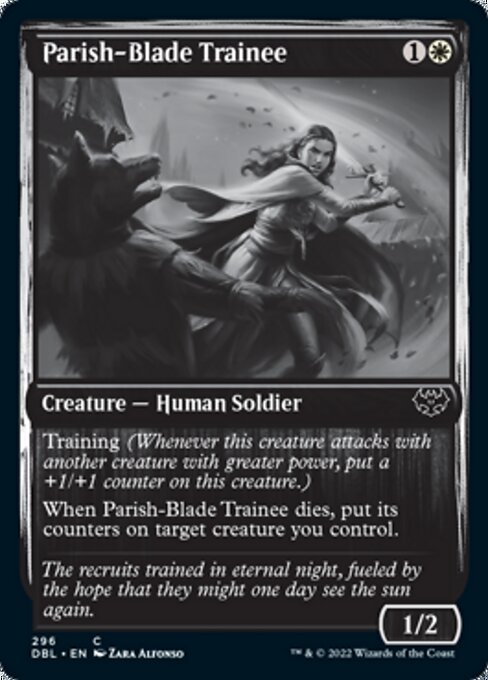 Parish-Blade Trainee 1
Creature — Human Soldier
Training (Whenever this creature attacks with
another creature with greater power, put a
+1/+1 counter on this creature.)
When Parish-Blade Trainee dies, put its
counters on target creature you control.
The recruits trained in eternal night, fueled by
the hope that they might one day see the sun
again.
1/2
296 C
DBL • EN Zara Alfonso
™ & © 2022 Wizards of the Coast